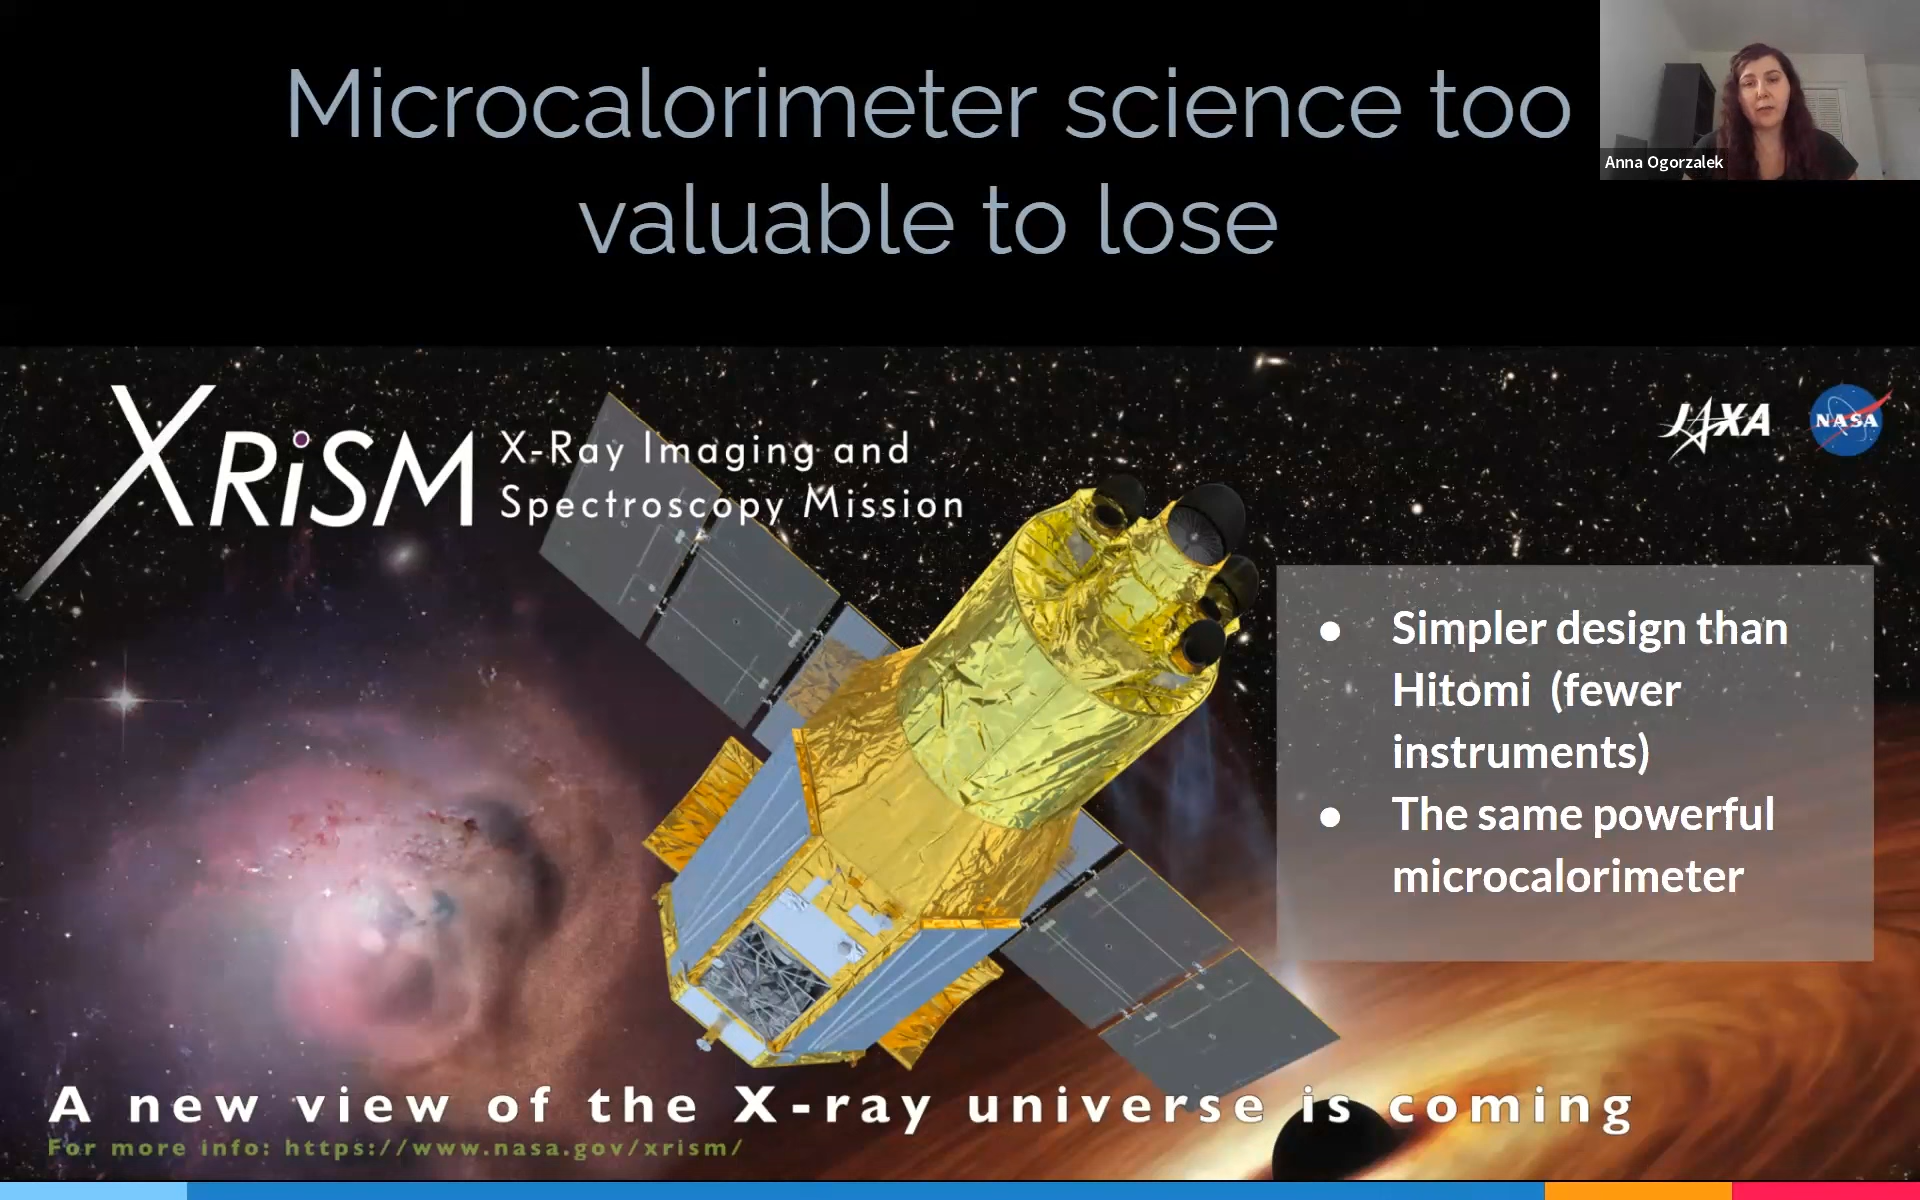 Microcalorimeter science too
valuable to lose
Anna Ogorzalek
XRiSM
X-Ray Imaging and
Spectroscopy Mission
JAXA
NASA
● Simpler design than
Hitomi (fewer
instruments)
● The same powerful
microcalorimeter
A new view of the X-ray universe is coming
For more info: https://www.nasa.gov/xrism/